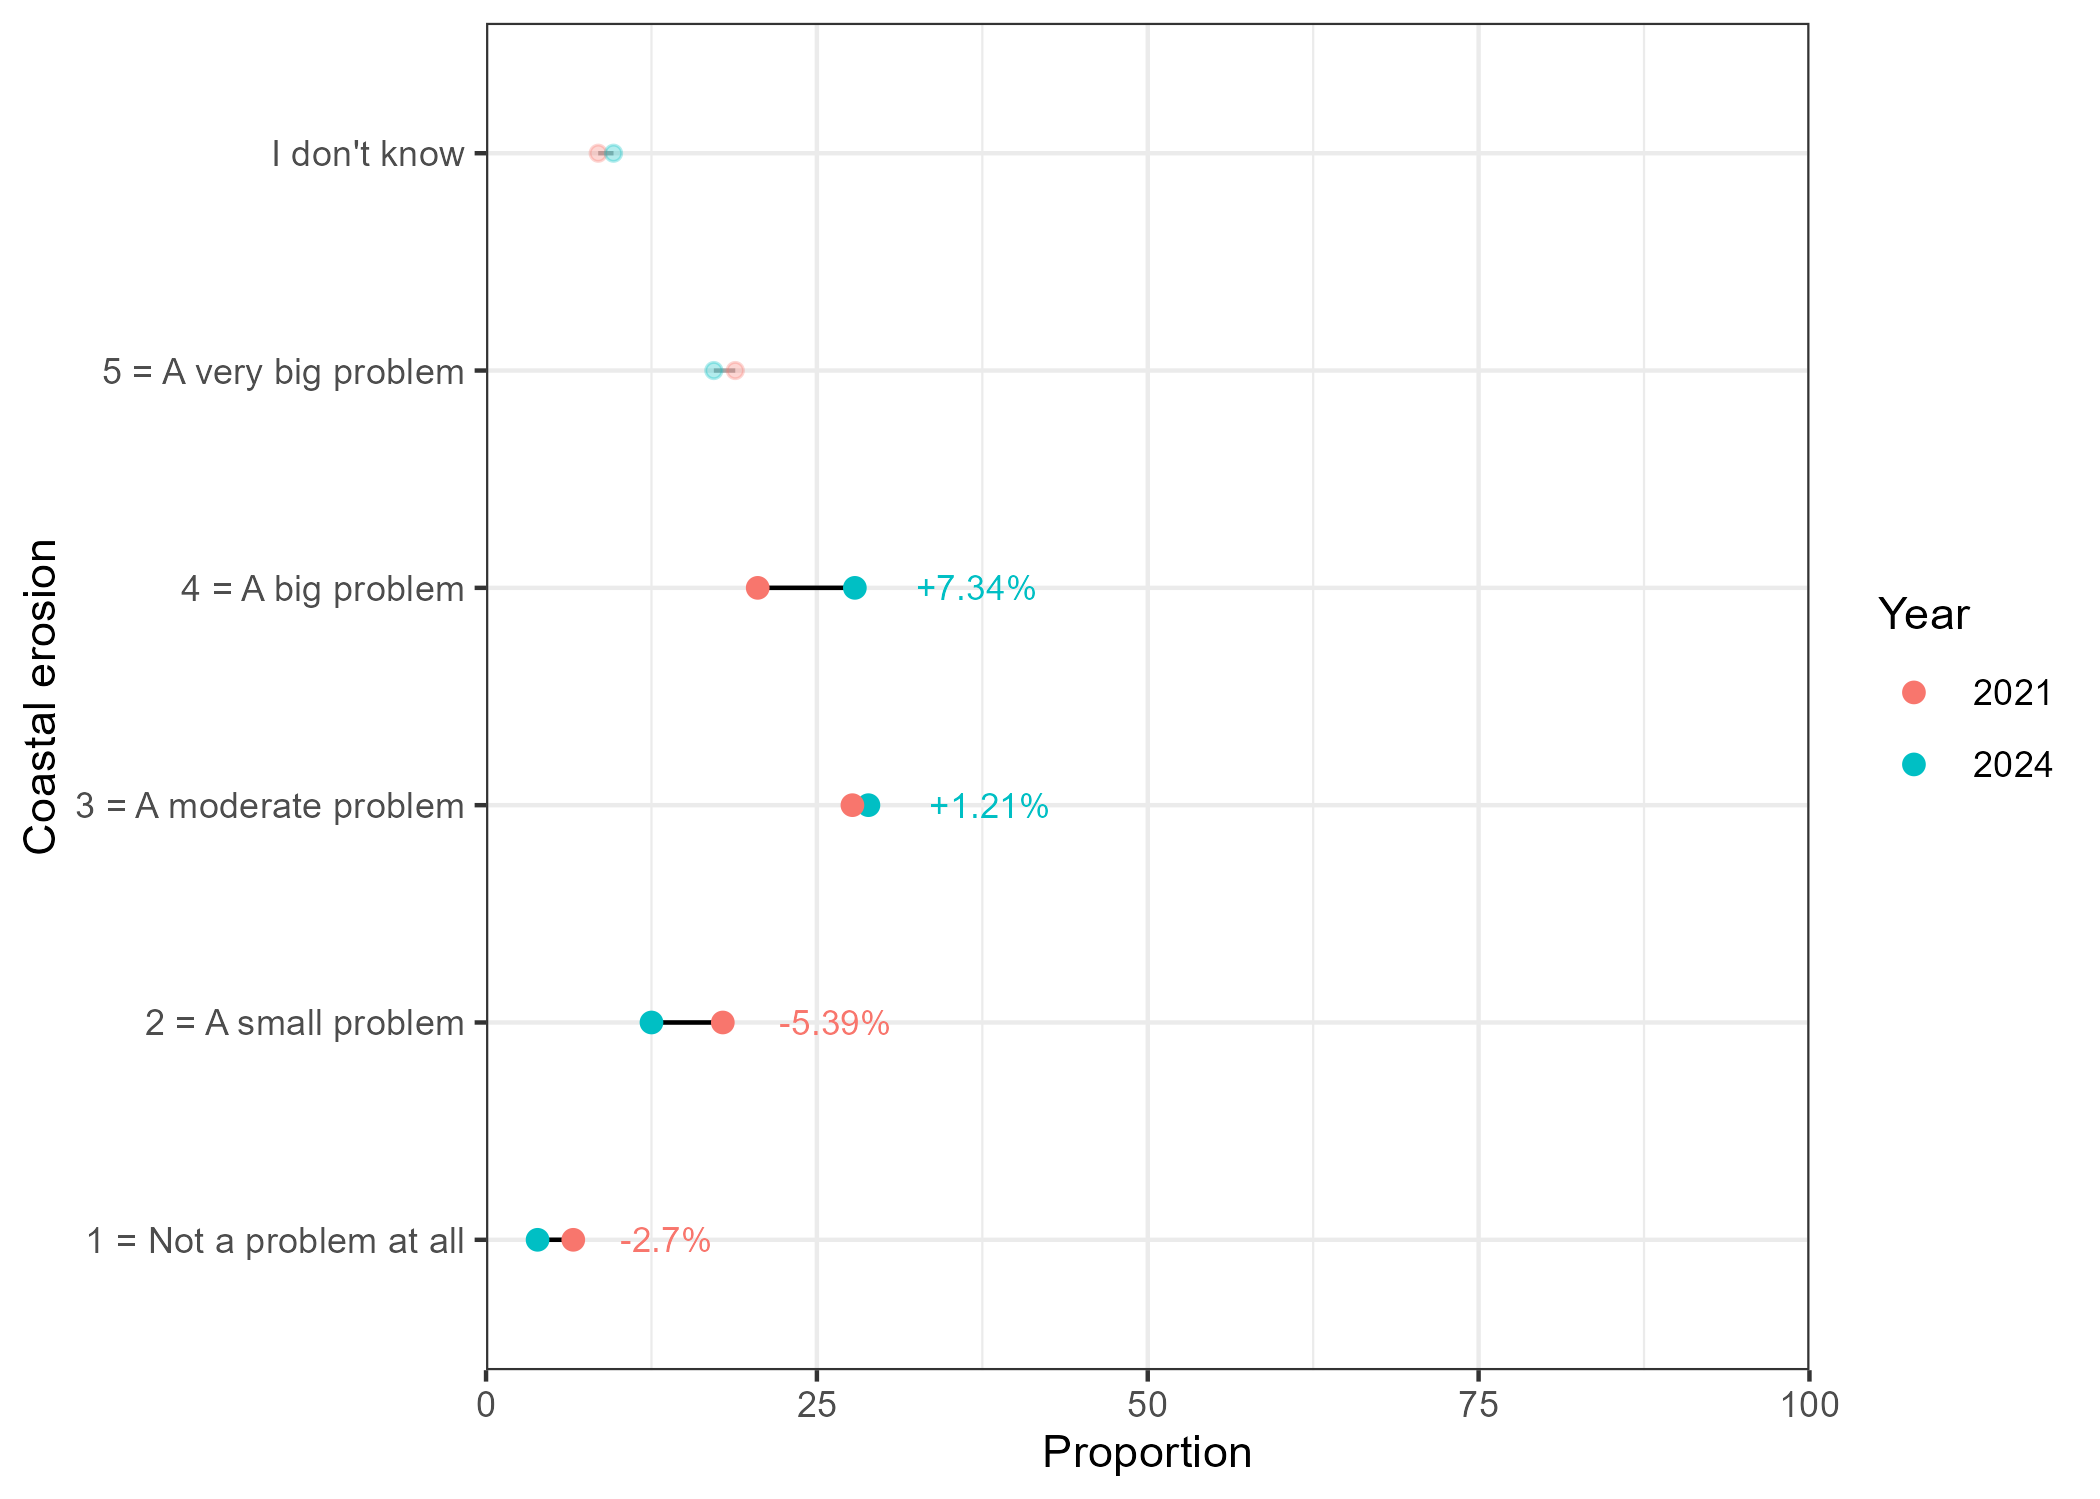 I don't know
5 = A very big problem
4 = A big problem
+7.34%
3 = A moderate problem
+1.21%
2 = A small problem
-5.39%
1 = Not a problem at all
-2.7%
Coastal erosion
0 25 50 75 100
Proportion
Year
2021
2024